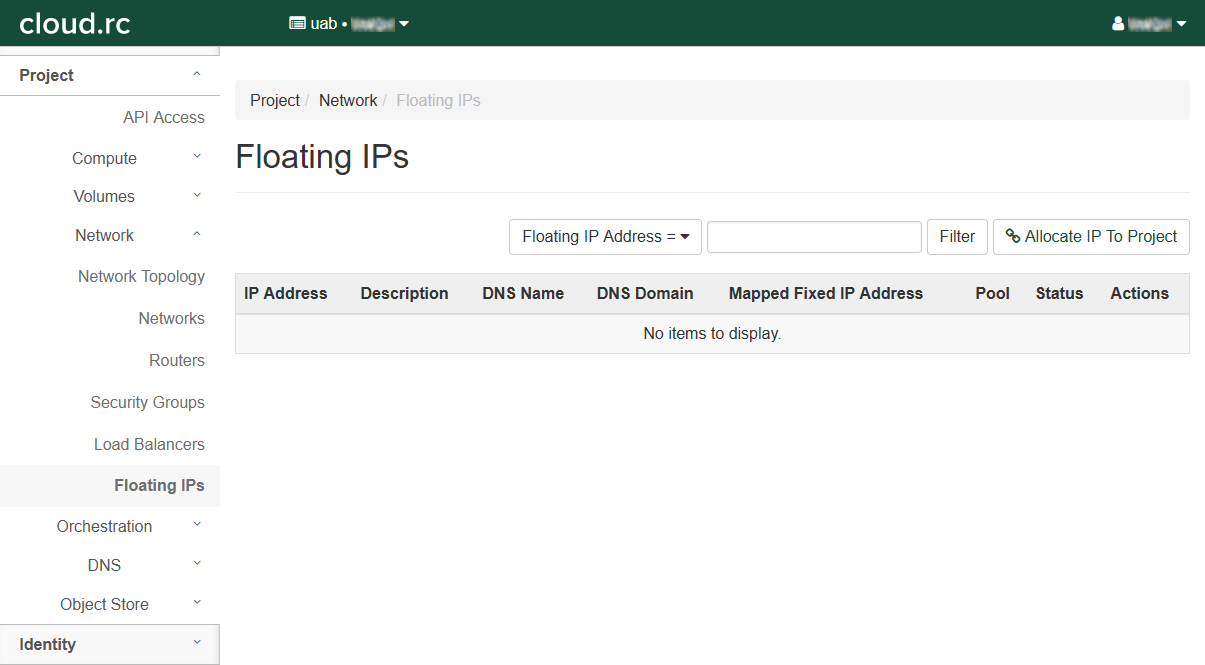 cloud.rc
uab •
Project
API Access
Compute
Volumes
Network
Network Topology
Networks
Routers
Security Groups
Load Balancers
Floating IPs
Orchestration
DNS
Object Store
Identity
Project / Network / Floating IPs
Floating IPs
Floating IP Address = Filter Allocate IP To Project
IP Address Description DNS Name DNS Domain Mapped Fixed IP Address Pool Status Actions
No items to display.